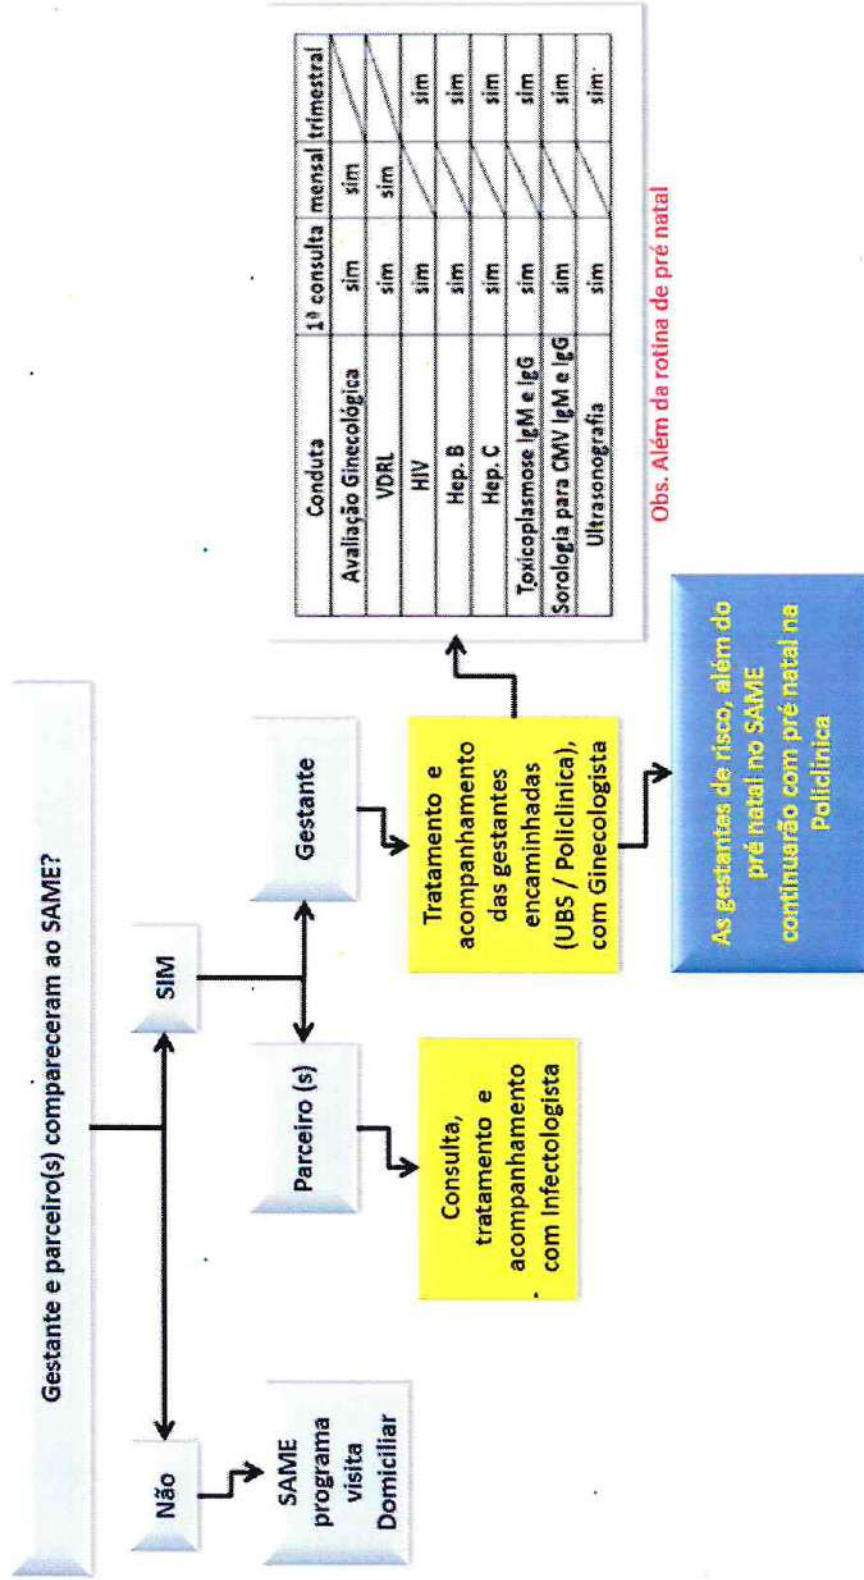 Gestante e parceiro(s) compareceram ao SAME?
Não
SIM
SAME
programa
visita
Domiciliar
Parceiro (s)
Gestante
Consulta,
tratamento e
acompanhamento
com Infectologista
Tratamento e
acompanhamento
das gestantes
encaminhadas
(UBS / Policlinica),
com Ginecologista
As gestantes de risco, além do
pré natal no SAME
continuarão com pré natal na
Policlinica
Conduta 1ª consulta mensal trimestral
Avaliação Ginecológica sim sim
VDRL sim sim
HIV sim sim
Hep. B sim sim
Hep. C sim sim
Toxicoplasmose IgM e IgG sim sim
Sorologia para CMV IgM e IgG sim sim
Ultrasonografia sim sim
Obs. Além da rotina de pré natal